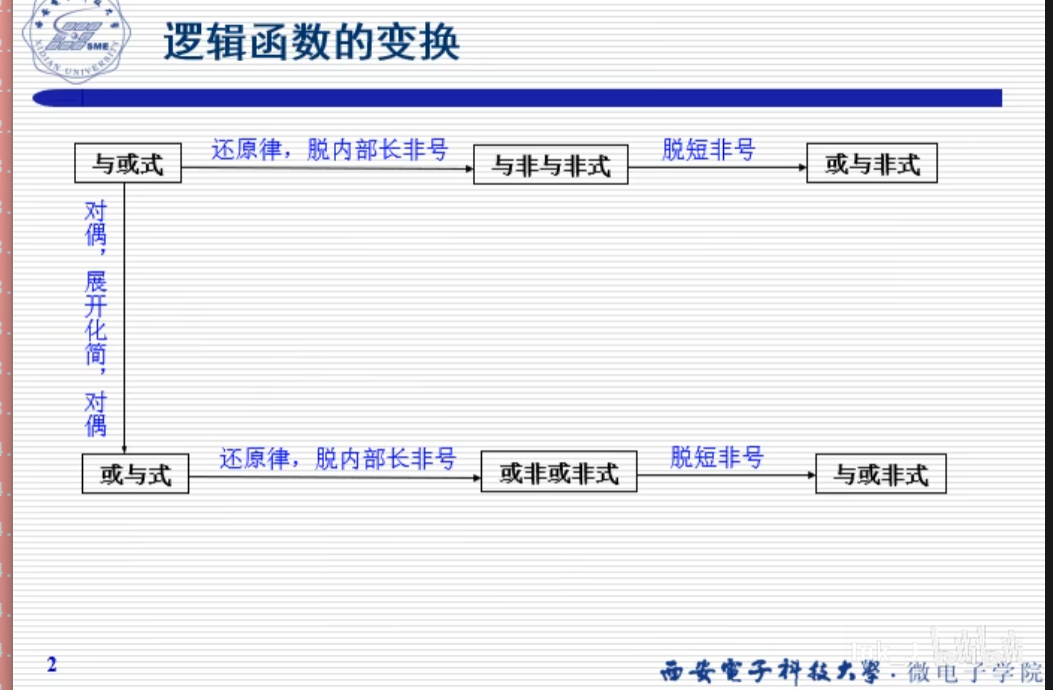 SME
XIDIAN UNIVERSITY
逻辑函数的变换
与或式
还原律，脱内部长非号
与非与非式
脱短非号
或与非式
对偶，展开化简，对偶
或与式
还原律，脱内部长非号
或非或非式
脱短非号
与或非式
2
西安电子科技大学·微电子学院